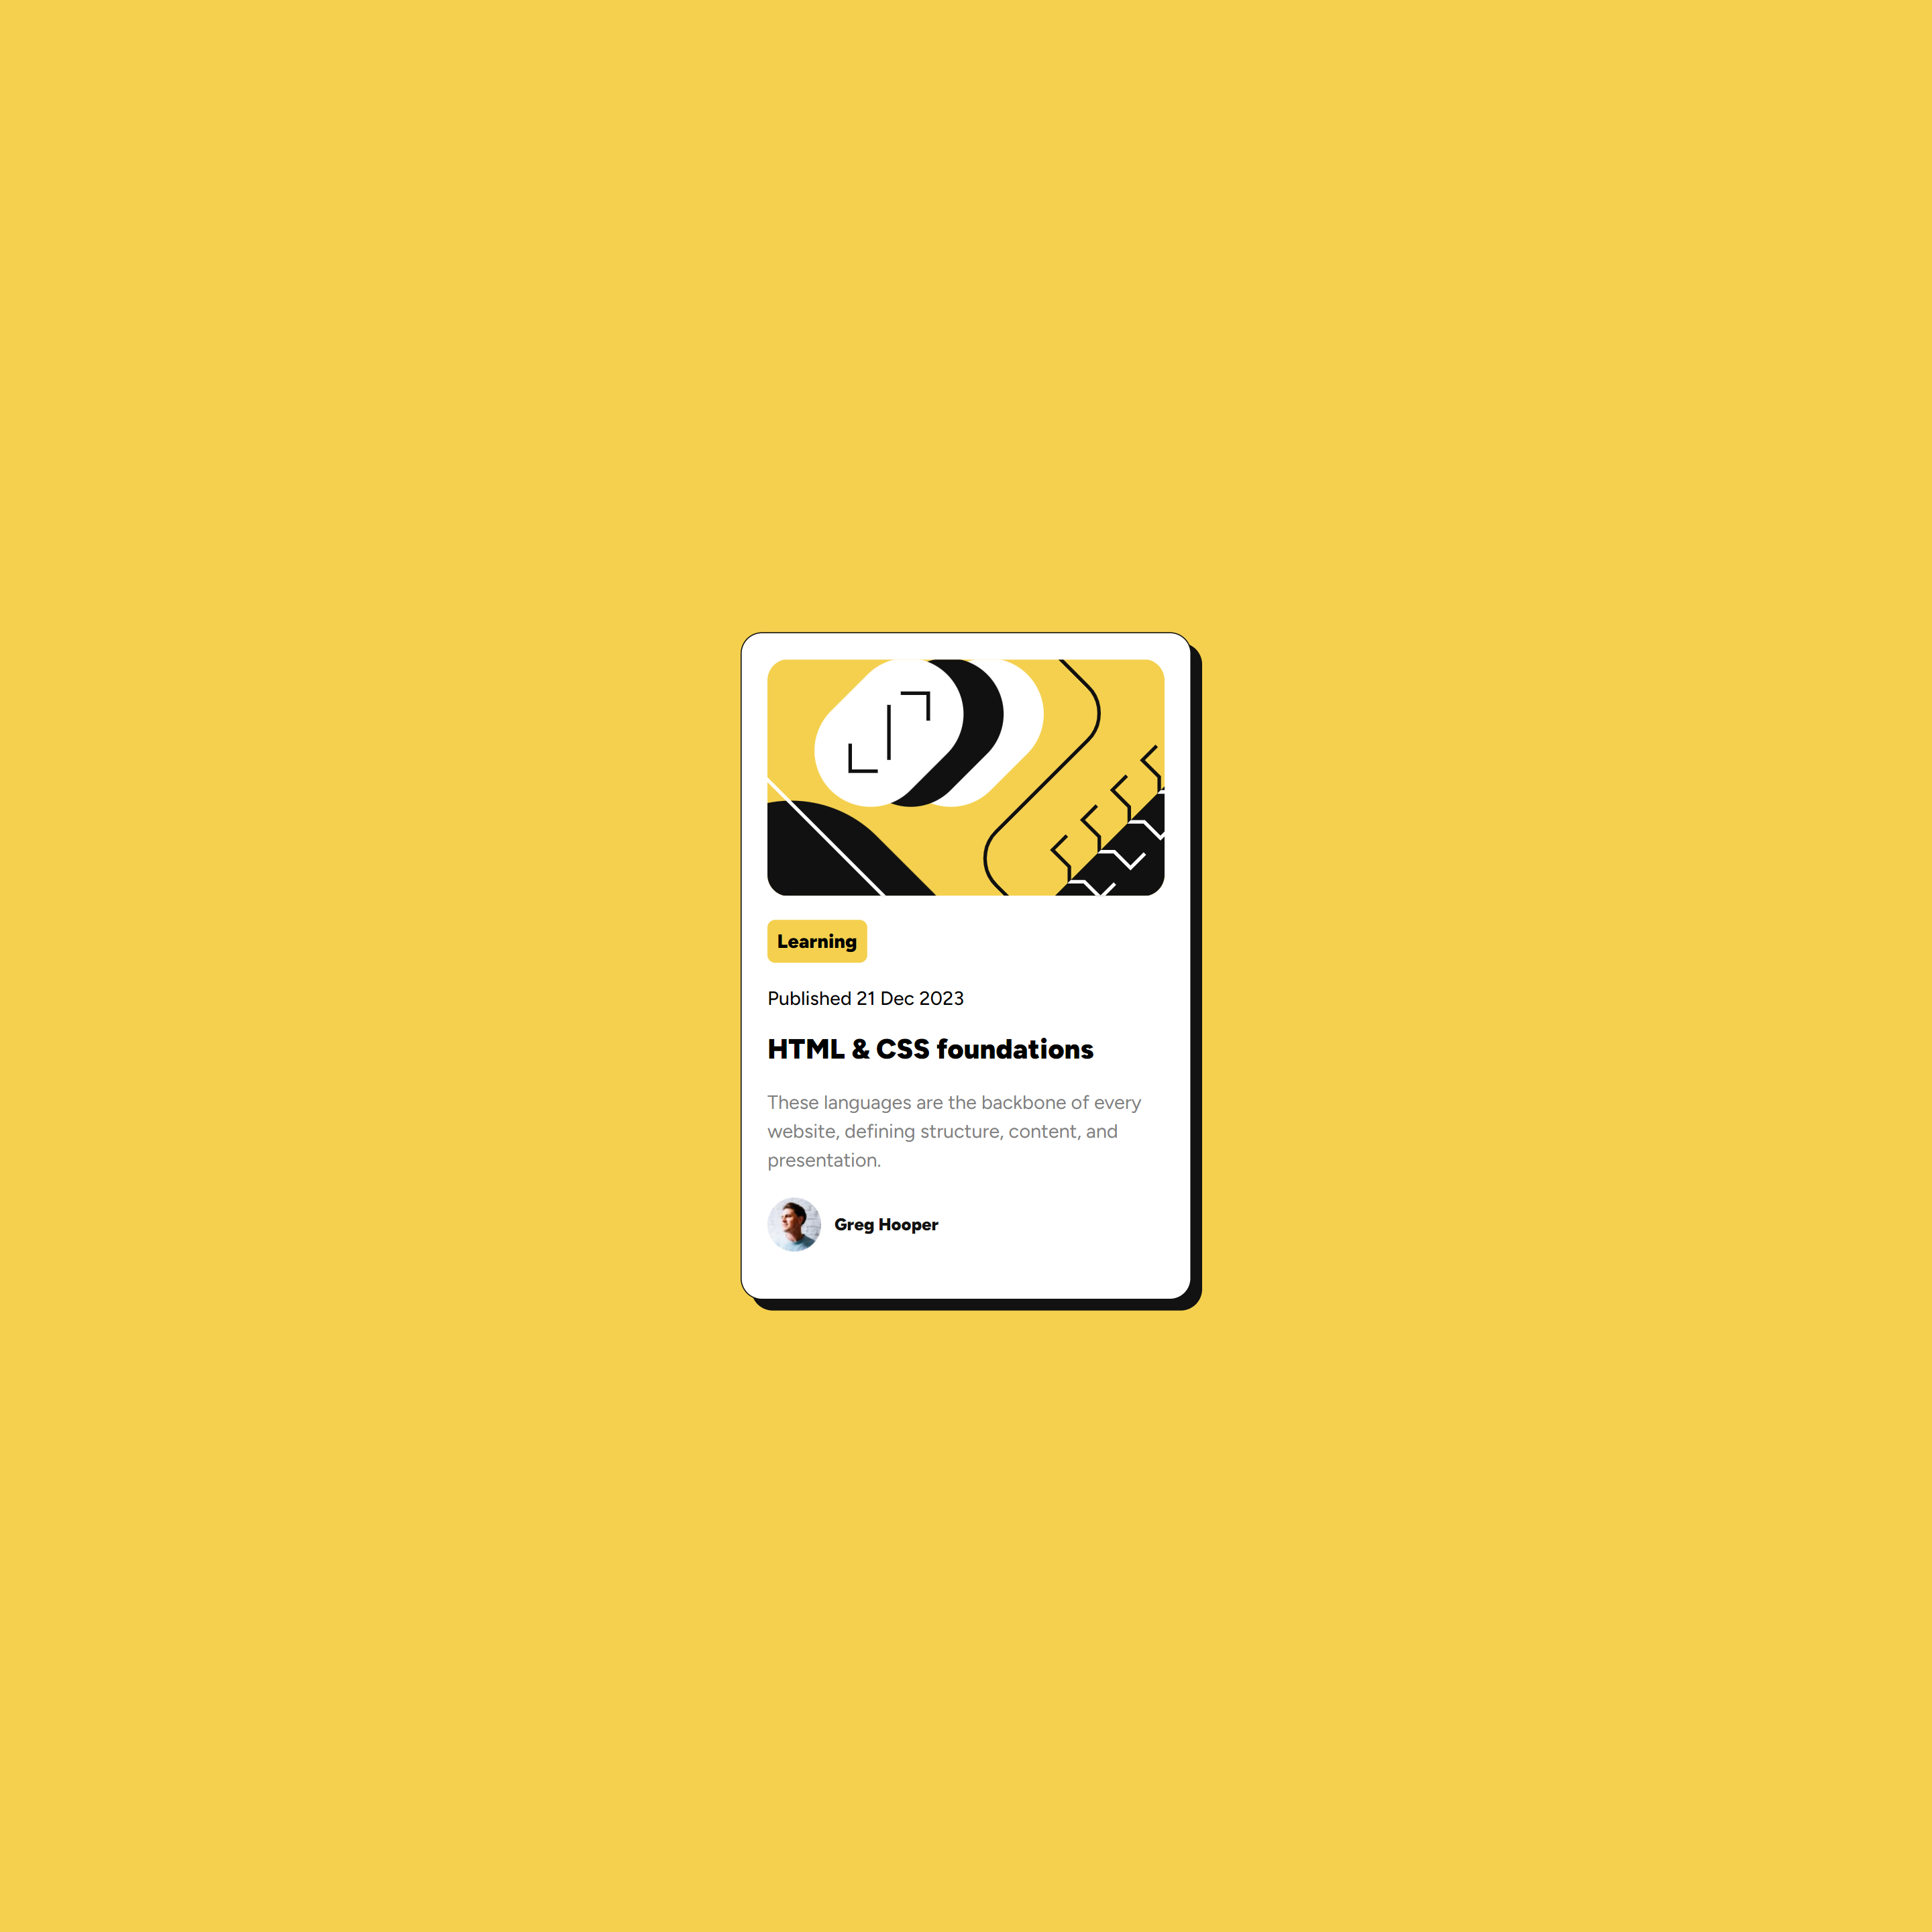 Learning
Published 21 Dec 2023
HTML & CSS foundations
These languages are the backbone of every
website, defining structure, content, and
presentation.
Greg Hooper